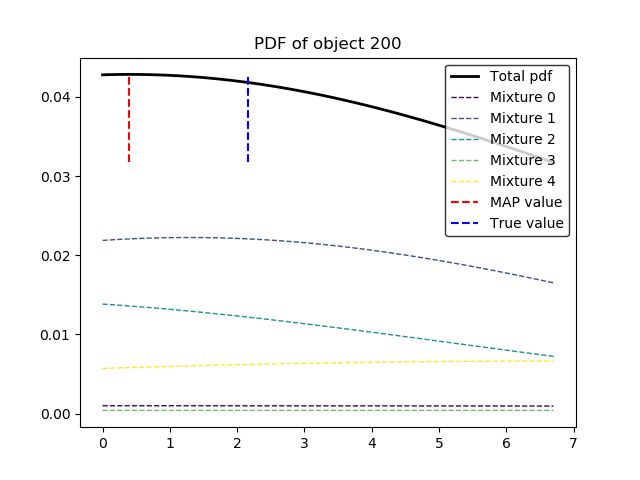 PDF of object 200
Total pdf
Mixture 0
Mixture 1
Mixture 2
Mixture 3
Mixture 4
MAP value
True value
0.04
0.03
0.02
0.01
0.00
0 1 2 3 4 5 6 7